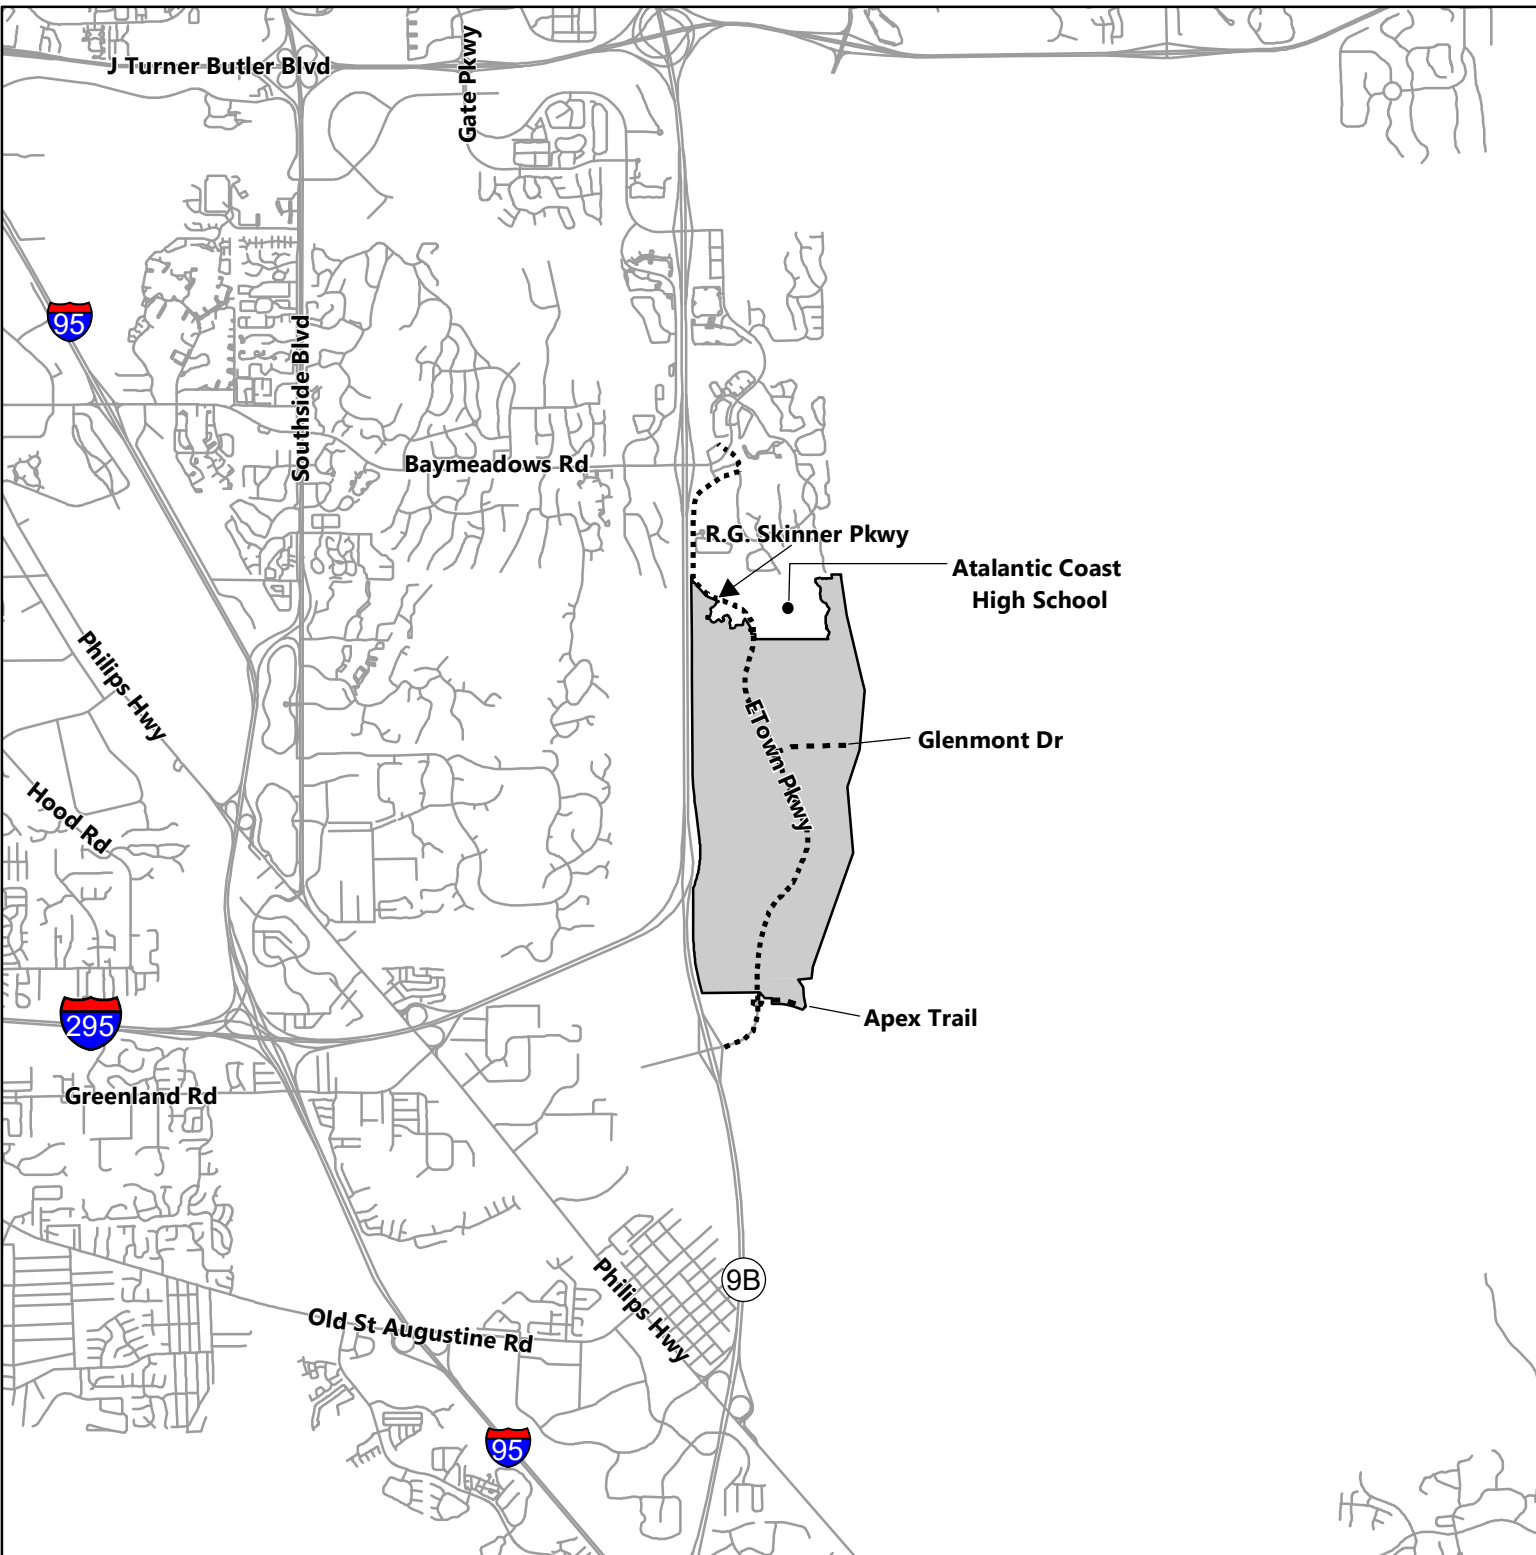 J Turner Butler Blvd
Gate Pkwy
95
Southside Blvd
Baymeadows Rd
R.G. Skinner Pkwy
Atalantic Coast
High School
Philips Hwy
ETown Pkwy
Glenmont Dr
Hood Rd
295
Apex Trail
Greenland Rd
9B
Philips Hwy
Old St Augustine Rd
95